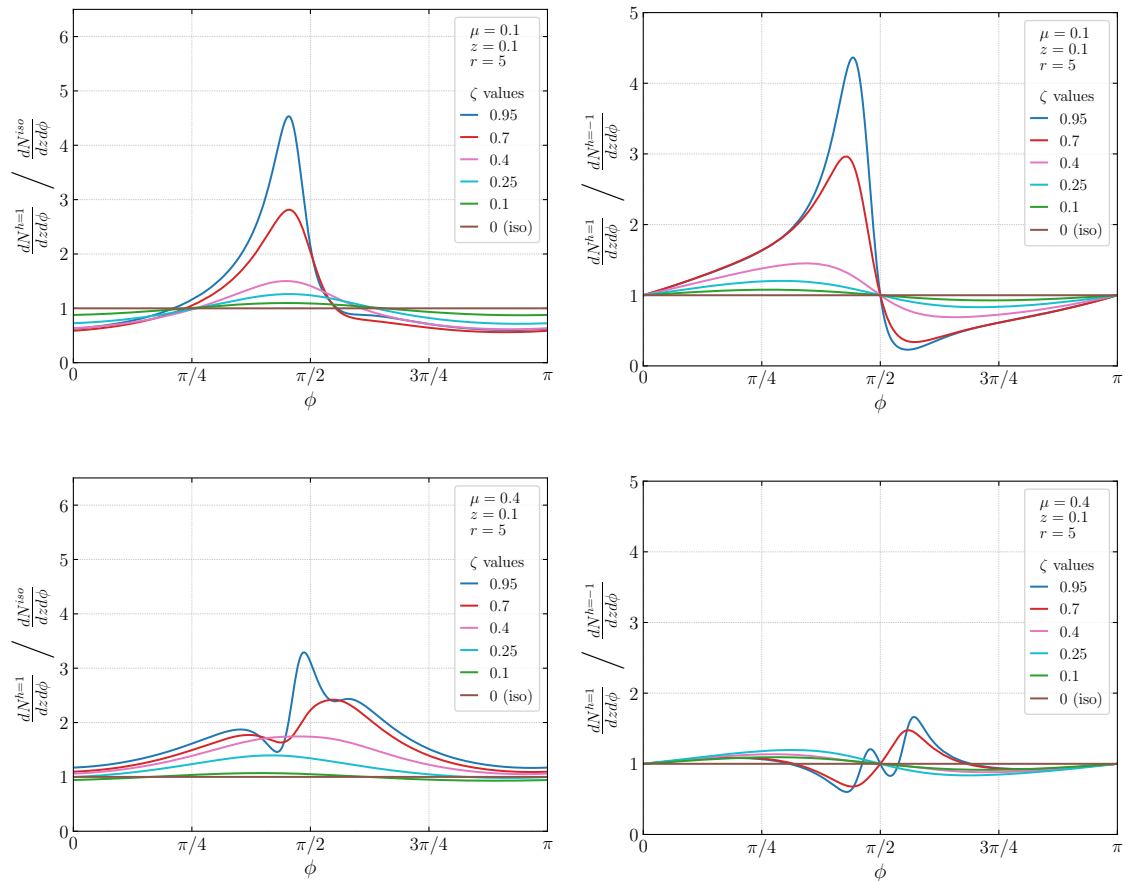 dN^{h=1}/dzdϕ / dN^{iso}/dzdϕ
6
5
4
3
2
1
0
μ = 0.1
z = 0.1
r = 5
ζ values
0.95
0.7
0.4
0.25
0.1
0 (iso)
0 π/4 π/2 3π/4 π
ϕ
dN^{h=1}/dzdϕ / dN^{h=−1}/dzdϕ
5
4
3
2
1
0
μ = 0.1
z = 0.1
r = 5
ζ values
0.95
0.7
0.4
0.25
0.1
0 (iso)
0 π/4 π/2 3π/4 π
ϕ
dN^{h=1}/dzdϕ / dN^{iso}/dzdϕ
6
5
4
3
2
1
0
μ = 0.4
z = 0.1
r = 5
ζ values
0.95
0.7
0.4
0.25
0.1
0 (iso)
0 π/4 π/2 3π/4 π
ϕ
dN^{h=1}/dzdϕ / dN^{h=−1}/dzdϕ
5
4
3
2
1
0
μ = 0.4
z = 0.1
r = 5
ζ values
0.95
0.7
0.4
0.25
0.1
0 (iso)
0 π/4 π/2 3π/4 π
ϕ